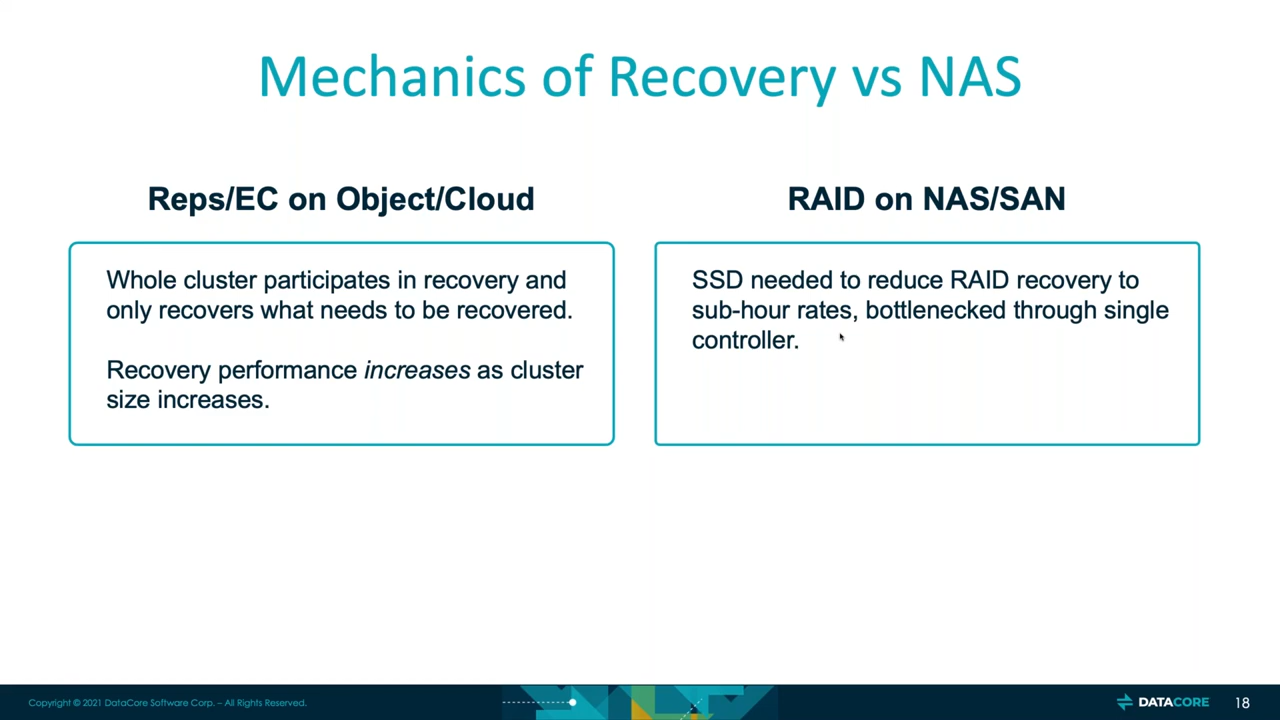 Mechanics of Recovery vs NAS
Reps/EC on Object/Cloud
Whole cluster participates in recovery and
only recovers what needs to be recovered.
Recovery performance increases as cluster
size increases.
RAID on NAS/SAN
SSD needed to reduce RAID recovery to
sub-hour rates, bottlenecked through single
controller.
Copyright © 2021 DataCore Software Corp. – All Rights Reserved.
DATACORE
18